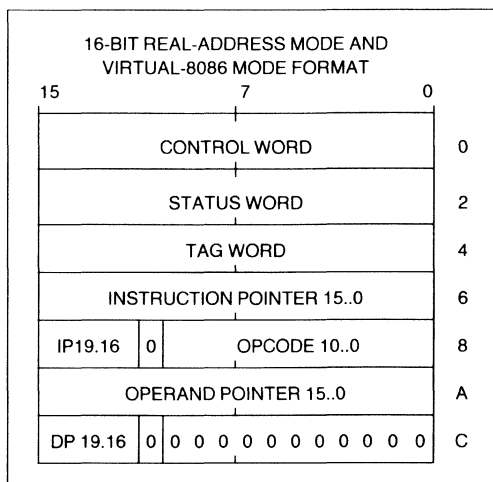 16-BIT REAL-ADDRESS MODE AND
VIRTUAL-8086 MODE FORMAT
15 7 0
CONTROL WORD 0
STATUS WORD 2
TAG WORD 4
INSTRUCTION POINTER 15..0 6
IP19.16 0 OPCODE 10..0 8
OPERAND POINTER 15..0 A
DP 19.16 0 0 0 0 0 0 0 0 0 0 0 0 C